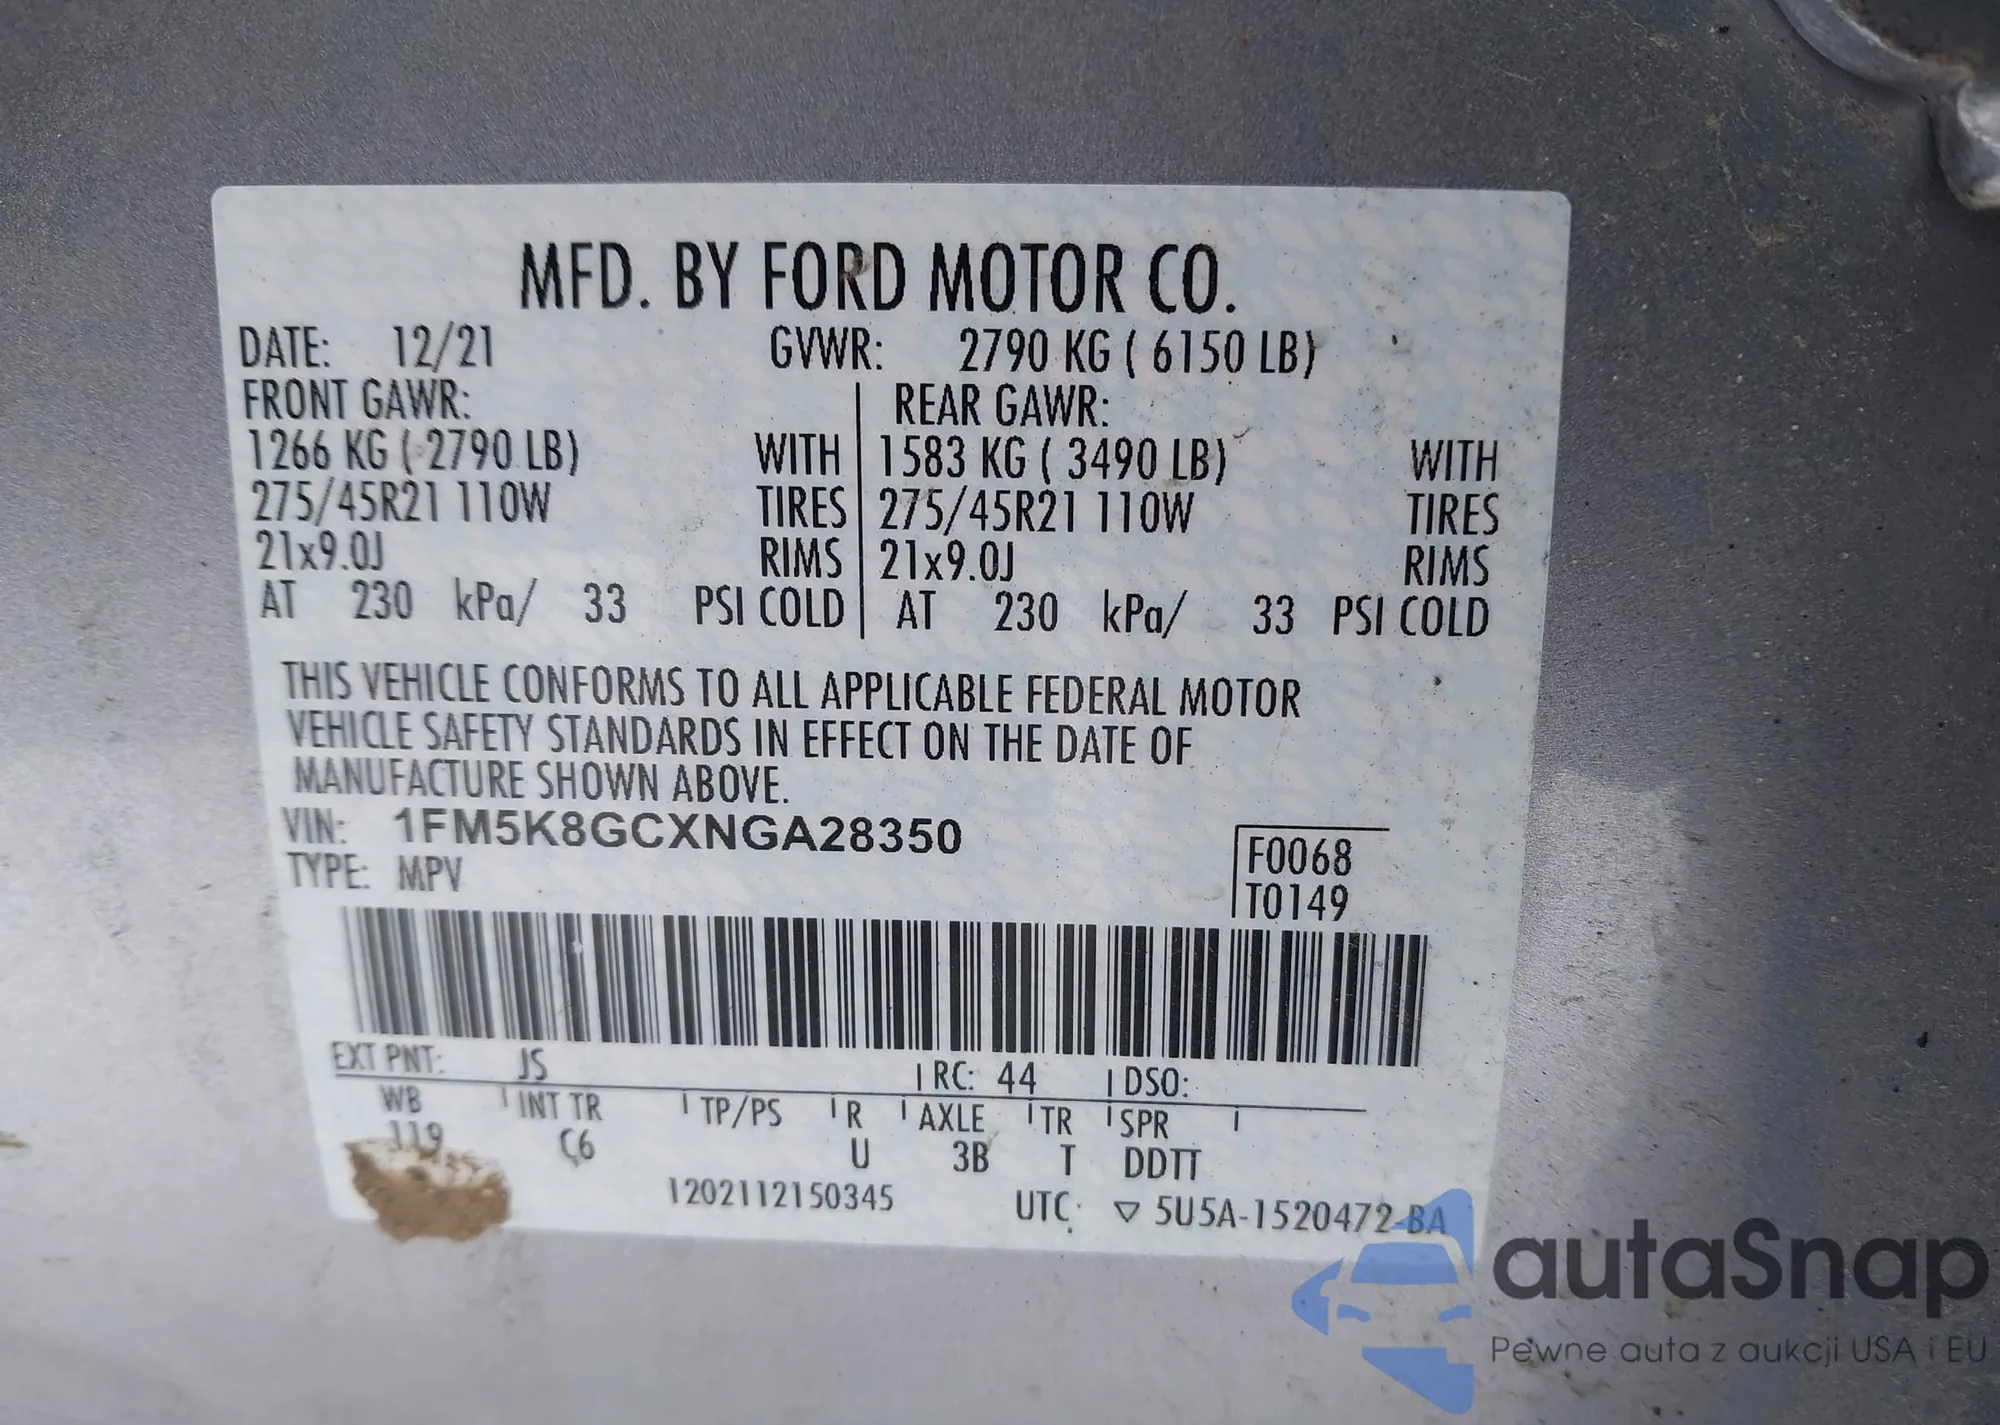 MFD. BY FORD MOTOR CO.
DATE: 12/21 GVWR: 2790 KG ( 6150 LB)
FRONT GAWR: REAR GAWR:
1266 KG ( 2790 LB) WITH 1583 KG ( 3490 LB) WITH
275/45R21 110W TIRES 275/45R21 110W TIRES
21x9.0J RIMS 21x9.0J RIMS
AT 230 kPa/ 33 PSI COLD AT 230 kPa/ 33 PSI COLD
THIS VEHICLE CONFORMS TO ALL APPLICABLE FEDERAL MOTOR
VEHICLE SAFETY STANDARDS IN EFFECT ON THE DATE OF
MANUFACTURE SHOWN ABOVE.
VIN: 1FM5K8GCXNGA28350
TYPE: MPV
F0068
T0149
EXT PNT: JS RC: 44 DSO:
WB INT TR TP/PS R AXLE TR SPR
119 C6 U 3B T DDTT
1202112150345 UTC ▽ 5U5A-1520472-BA
autaSnap
Pewne auta z aukcji USA i EU